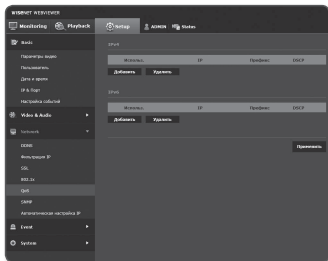 WISENET WEBVIEWER
Monitoring Playback Setup ADMIN Status
Basic
Параметры видео
Пользователь
Дата и время
IP & Порт
Настройка событий
Video & Audio
Network
DDNS
Фильтрация IP
SSL
802.1x
QoS
SNMP
Автоматическая настройка IP
Event
System
IPv4
Использ. IP Префикс DSCP
Добавить Удалить
IPv6
Использ. IP Префикс DSCP
Добавить Удалить
Применить